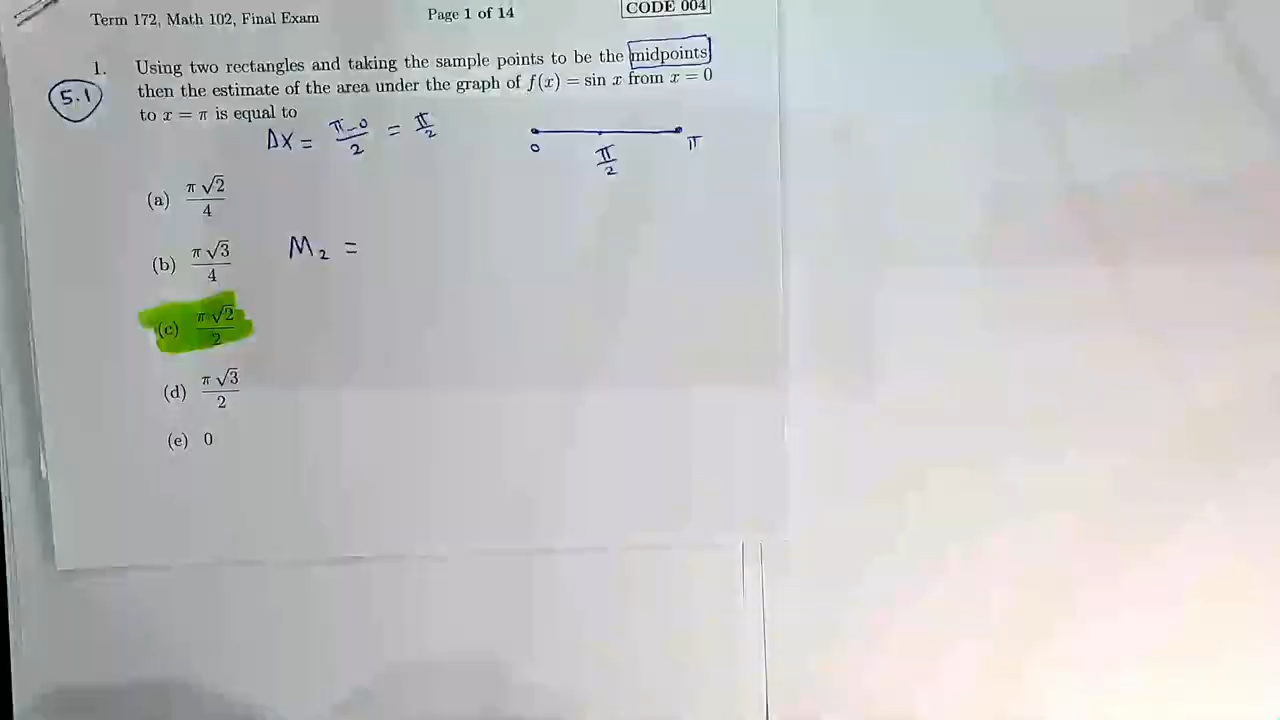 Term 172, Math 102, Final Exam Page 1 of 14 CODE 004
1. Using two rectangles and taking the sample points to be the midpoints
5.1
then the estimate of the area under the graph of f(x) = sin x from x = 0
to x = π is equal to
Δx = (π-0)/2 = π/2
0 π/2 π
(a) π√2/4
(b) π√3/4
M₂ =
(c) π√2/2
(d) π√3/2
(e) 0